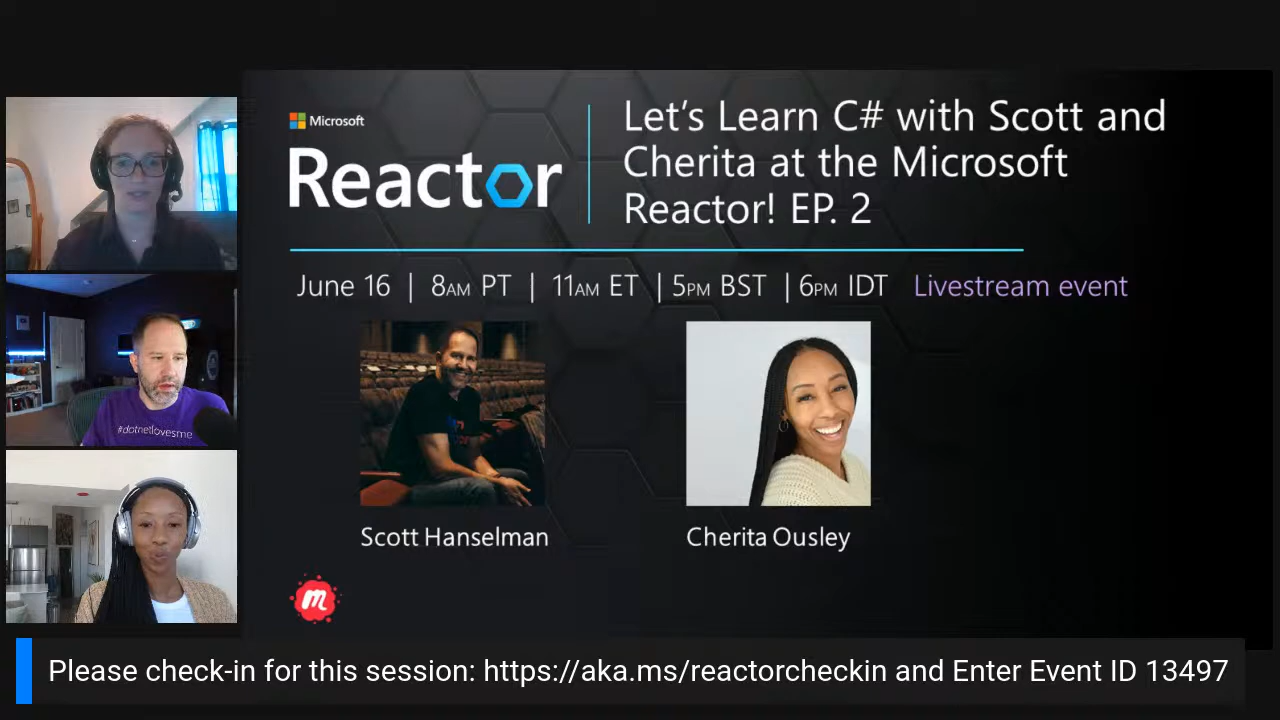 Microsoft
Reactor
Let's Learn C# with Scott and
Cherita at the Microsoft
Reactor! EP. 2
June 16 | 8AM PT | 11AM ET | 5PM BST | 6PM IDT Livestream event
#dotnetlovesme
Scott Hanselman
Cherita Ousley
m
Please check-in for this session: https://aka.ms/reactorcheckin and Enter Event ID 13497